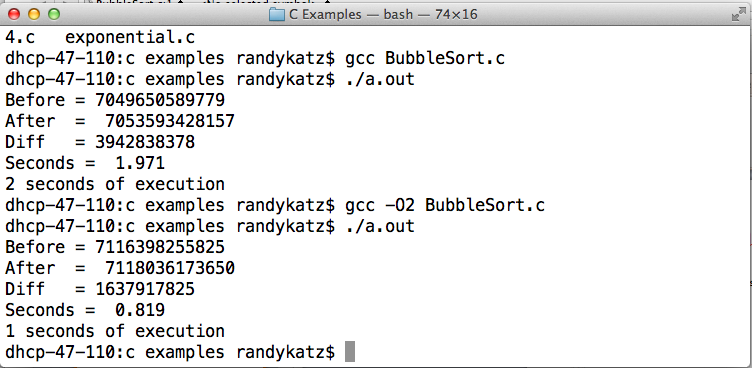 C Examples — bash — 74×16
4.c   exponential.c
dhcp-47-110:c examples randykatz$ gcc BubbleSort.c
dhcp-47-110:c examples randykatz$ ./a.out
Before = 7049650589779
After  =  7053593428157
Diff   = 3942838378
Seconds =  1.971
2 seconds of execution
dhcp-47-110:c examples randykatz$ gcc -O2 BubbleSort.c
dhcp-47-110:c examples randykatz$ ./a.out
Before = 7116398255825
After  =  7118036173650
Diff   = 1637917825
Seconds =  0.819
1 seconds of execution
dhcp-47-110:c examples randykatz$